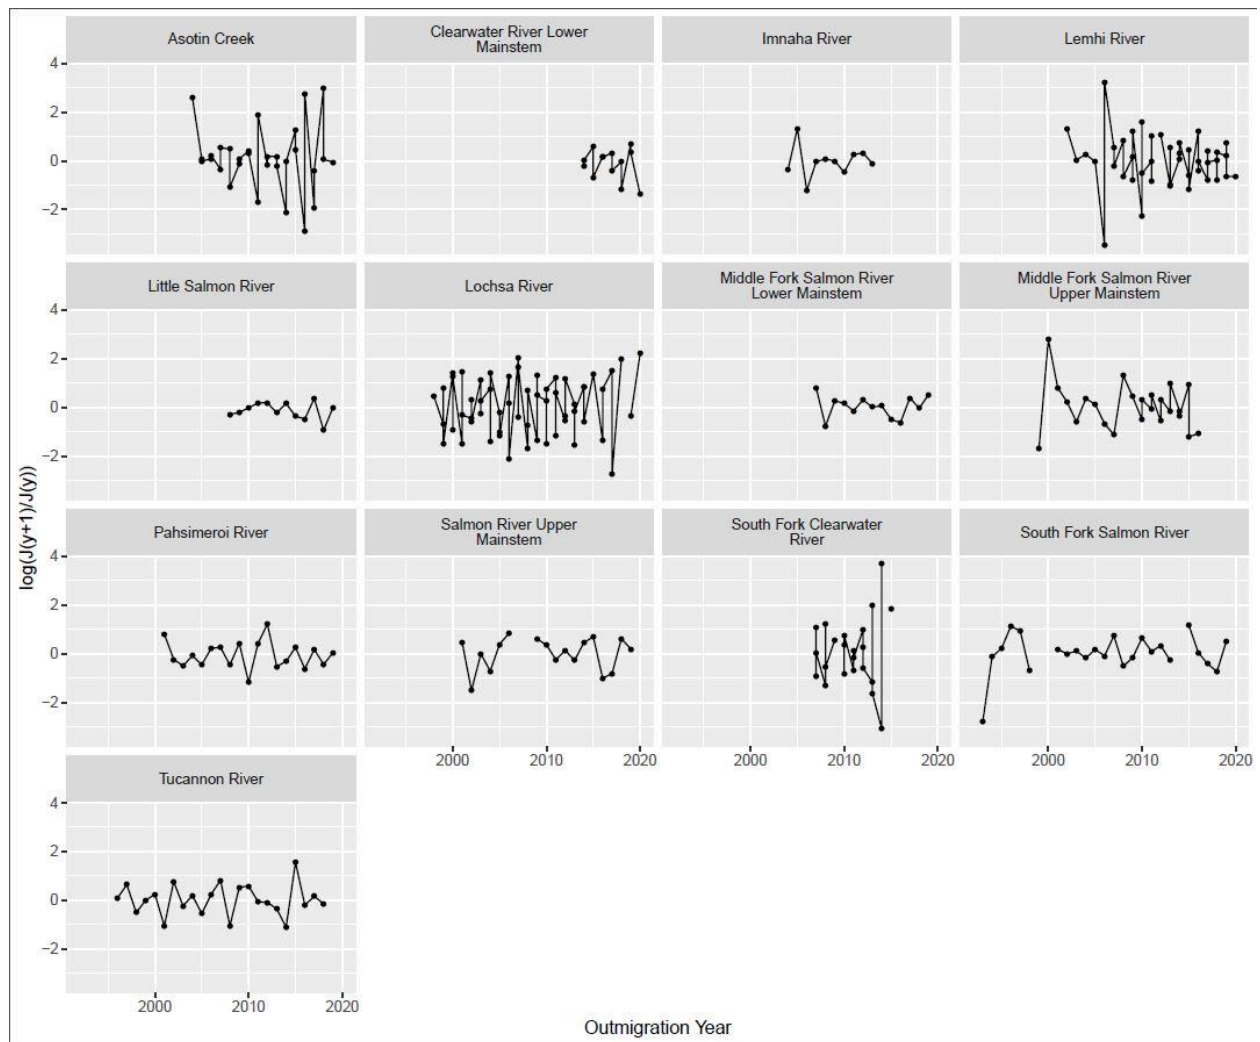 Asotin Creek
Clearwater River Lower
Mainstem
Imnaha River
Lemhi River
4
2
0
−2
Little Salmon River
Lochsa River
Middle Fork Salmon River
Lower Mainstem
Middle Fork Salmon River
Upper Mainstem
4
2
0
−2
log(J(y+1)/J(y))
Pahsimeroi River
Salmon River Upper
Mainstem
South Fork Clearwater
River
South Fork Salmon River
4
2
0
−2
2000 2010 2020
2000 2010 2020
2000 2010 2020
Tucannon River
4
2
0
−2
2000 2010 2020
Outmigration Year